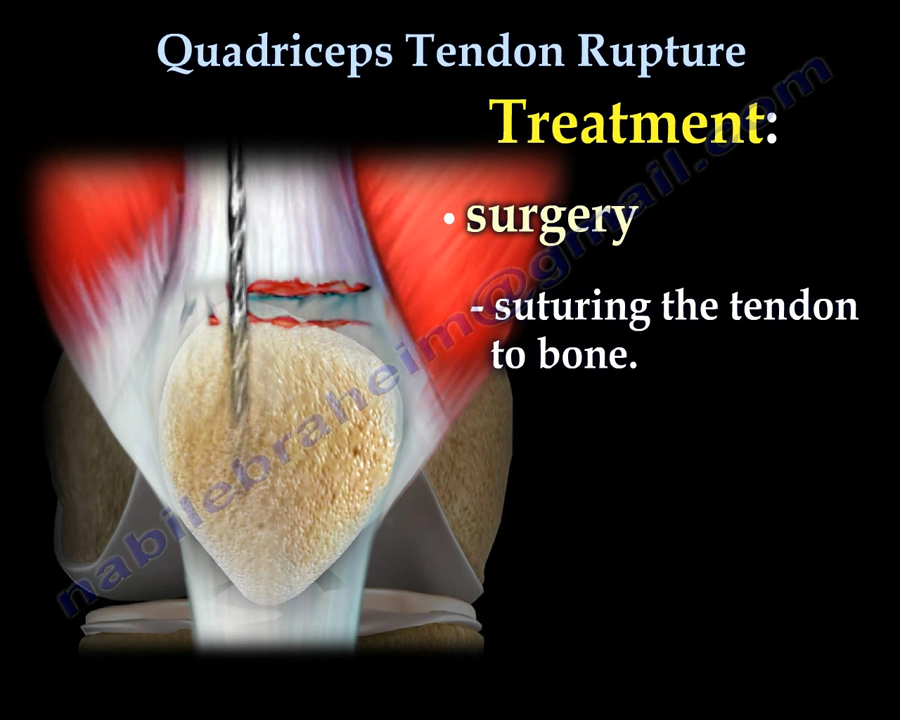 Quadriceps Tendon Rupture
Treatment:
• surgery
- suturing the tendon
to bone.
nabilebraheim@gmail.com